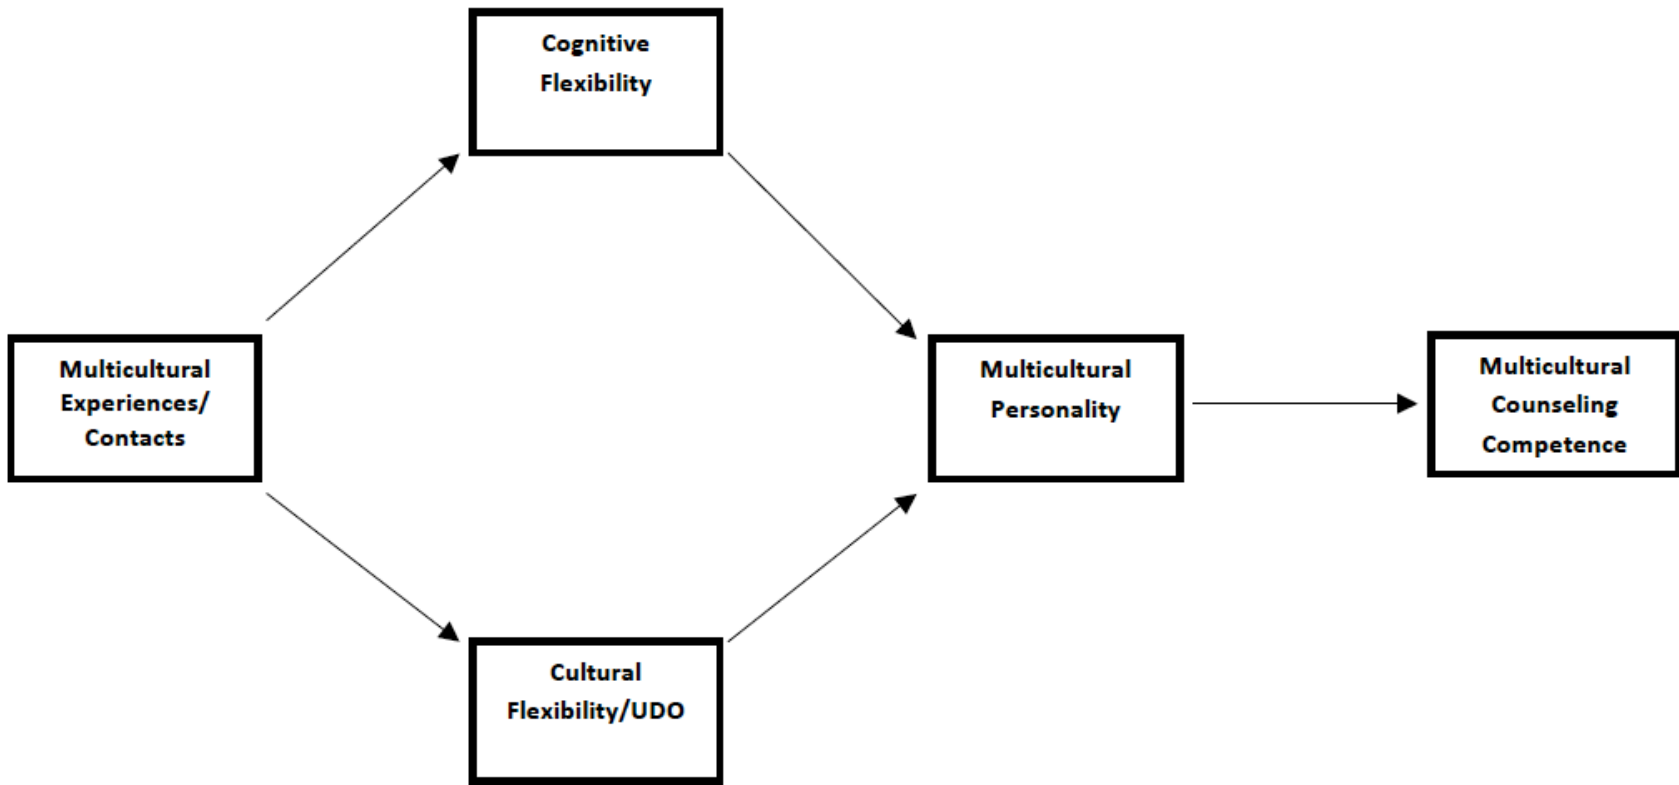 Cognitive
Flexibility
Multicultural
Experiences/
Contacts
Multicultural
Personality
Multicultural
Counseling
Competence
Cultural
Flexibility/UDO